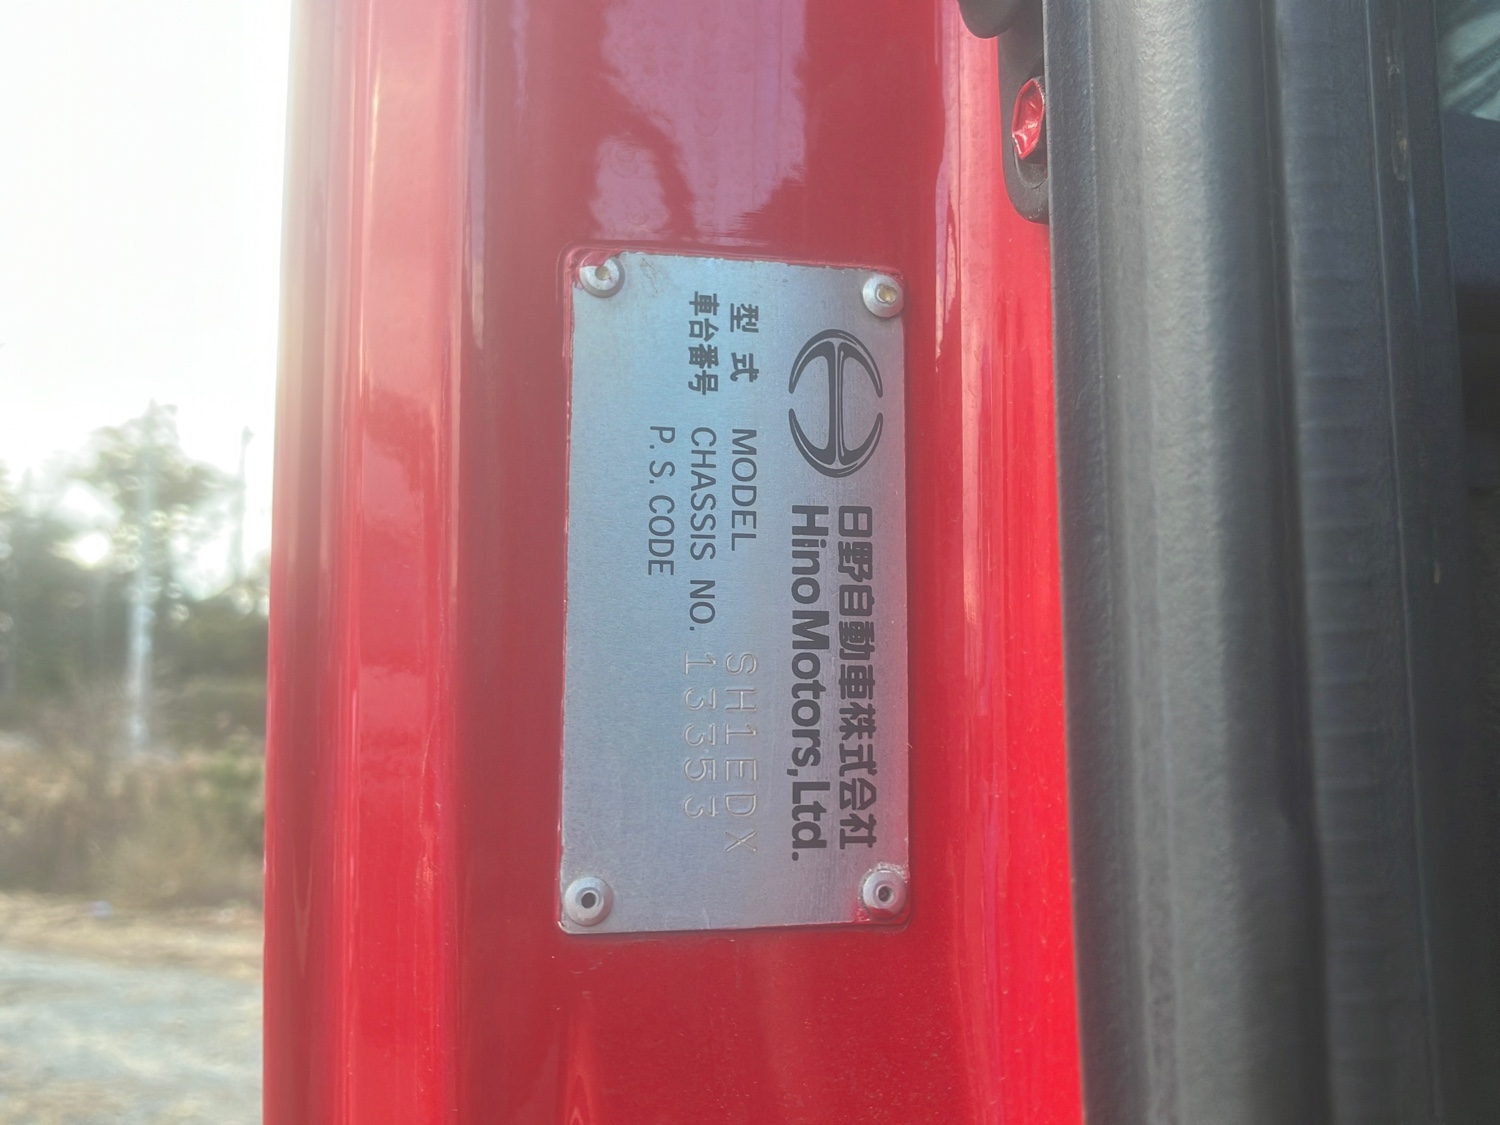 日野自動車株式会社
Hino Motors, Ltd.
型式 MODEL SH1EDX
車台番号 CHASSIS NO. 13353
P. S. CODE